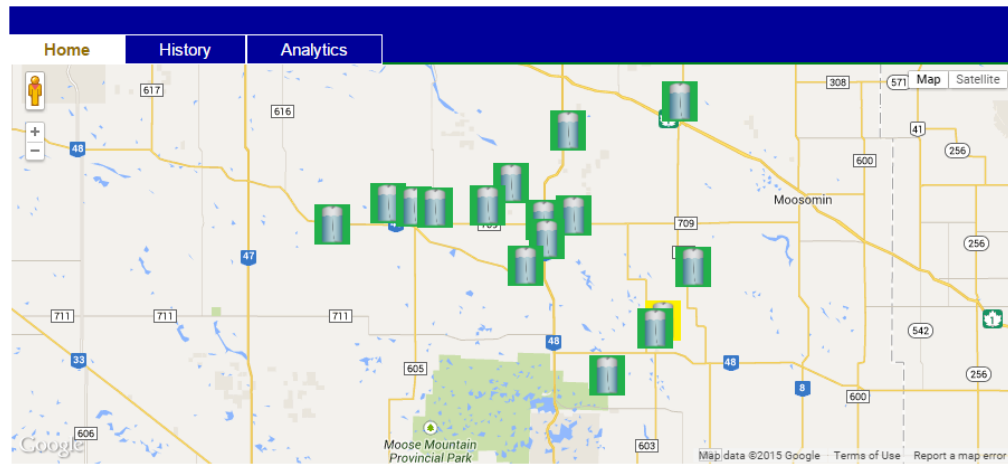 Home History Analytics
617
616
308 571 Map Satellite
41
256
48
600
Moosomin
709 709
256
47
711 711 711
1
542
48
33
605
48
256
8
600
606
603
Moose Mountain
Provincial Park
Google
Map data ©2015 Google Terms of Use Report a map error